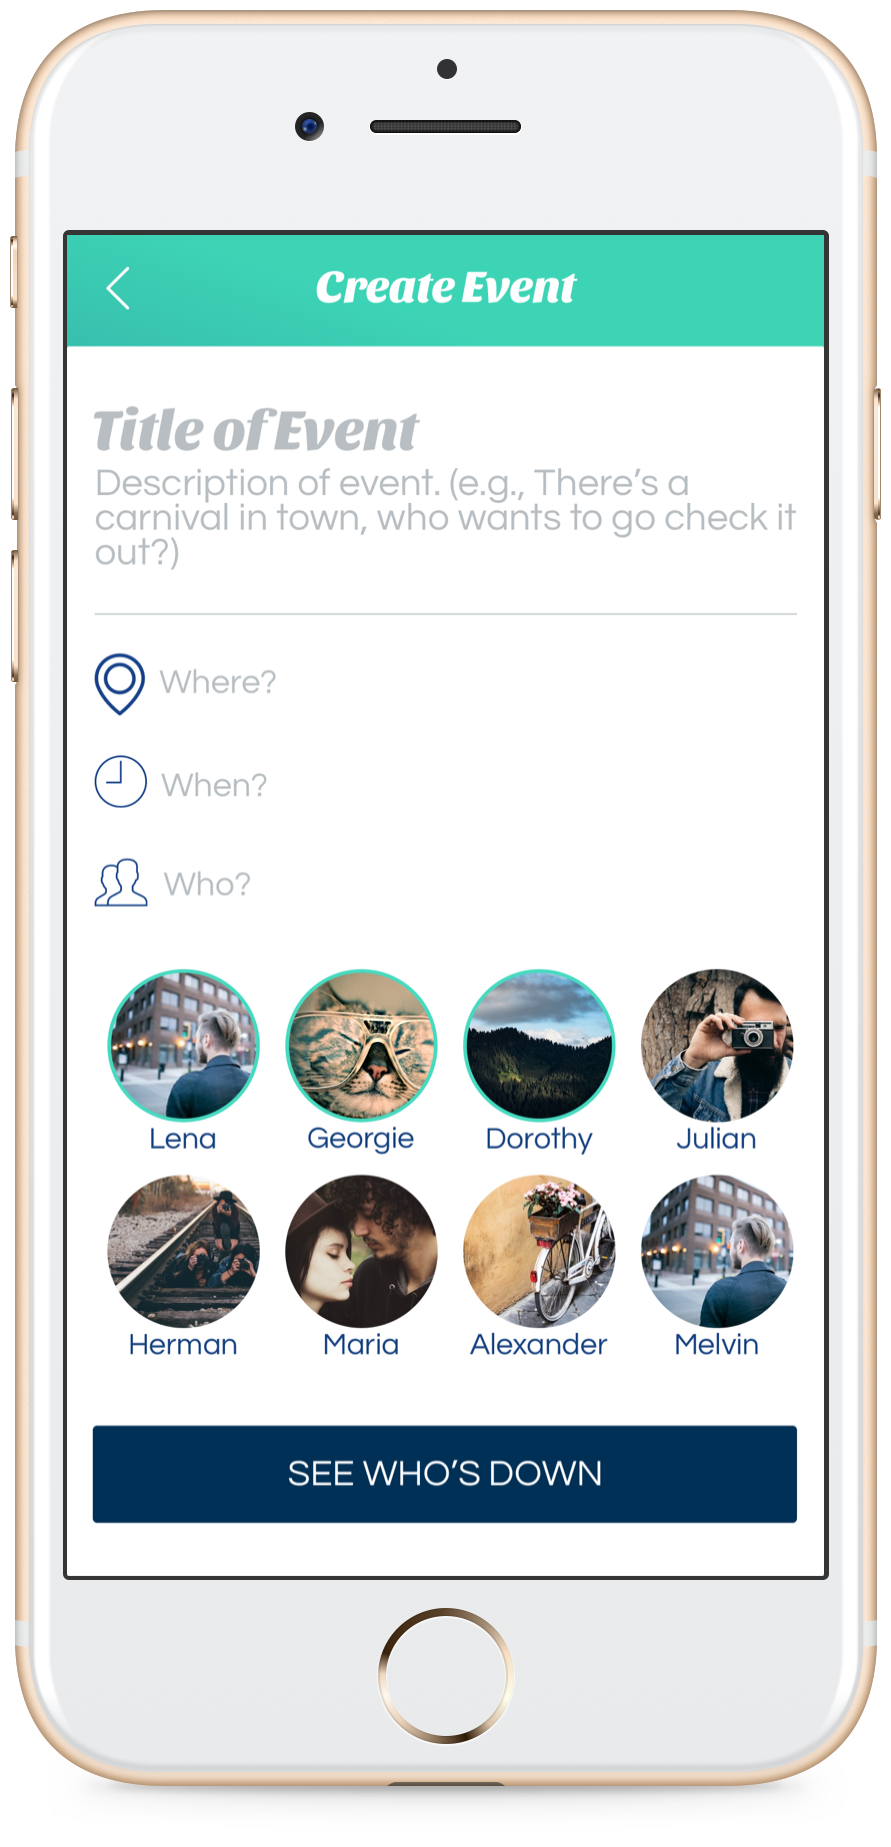 Create Event
Title of Event
Description of event. (e.g., There's a
carnival in town, who wants to go check it
out?)
Where?
When?
Who?
Lena Georgie Dorothy Julian
Herman Maria Alexander Melvin
SEE WHO'S DOWN